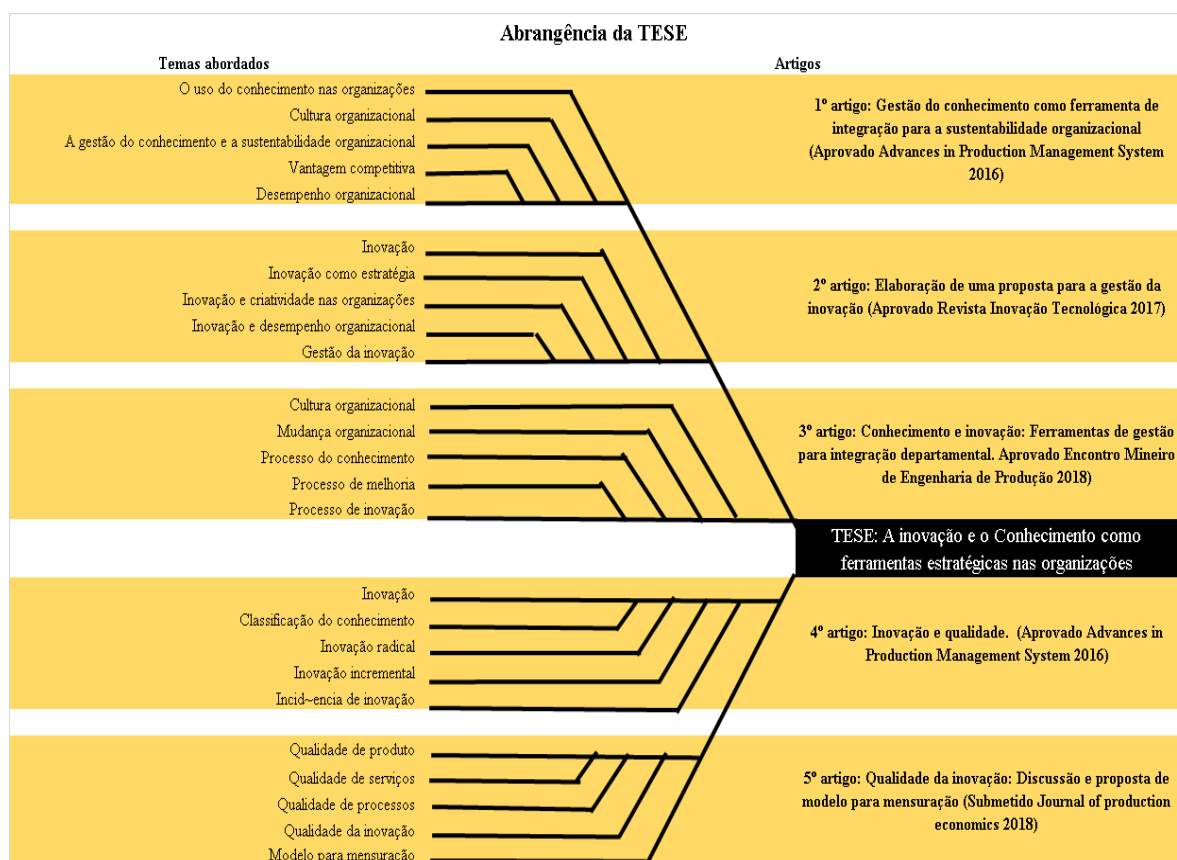 Abrangência da TESE
Temas abordados
Artigos
O uso do conhecimento nas organizações
Cultura organizacional
A gestão do conhecimento e a sustentabilidade organizacional
Vantagem competitiva
Desempenho organizacional
1º artigo: Gestão do conhecimento como ferramenta de
integração para a sustentabilidade organizacional
(Aprovado Advances in Production Management System
2016)
Inovação
Inovação como estratégia
Inovação e criatividade nas organizações
Inovação e desempenho organizacional
Gestão da inovação
2º artigo: Elaboração de uma proposta para a gestão da
inovação (Aprovado Revista Inovação Tecnológica 2017)
Cultura organizacional
Mudança organizacional
Processo do conhecimento
Processo de melhoria
Processo de inovação
3º artigo: Conhecimento e inovação: Ferramentas de gestão
para integração departamental. Aprovado Encontro Mineiro
de Engenharia de Produção 2018)
TESE: A inovação e o Conhecimento como
ferramentas estratégicas nas organizações
Inovação
Classificação do conhecimento
Inovação radical
Inovação incremental
Incid~encia de inovação
4º artigo: Inovação e qualidade. (Aprovado Advances in
Production Management System 2016)
Qualidade de produto
Qualidade de serviços
Qualidade de processos
Qualidade da inovação
Modelo para mensuração
5º artigo: Qualidade da inovação: Discussão e proposta de
modelo para mensuração (Submetido Journal of production
economics 2018)